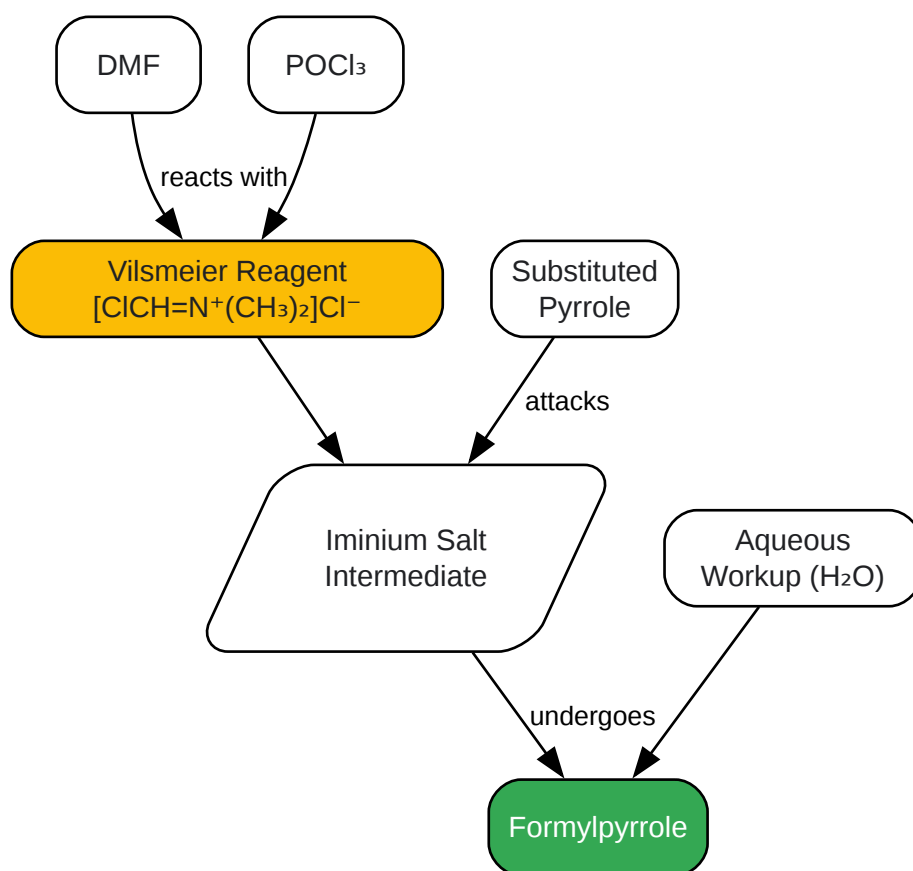 DMF
POCl₃
reacts with
Vilsmeier Reagent
[ClCH=N⁺(CH₃)₂]Cl⁻
Substituted
Pyrrole
attacks
Iminium Salt
Intermediate
Aqueous
Workup (H₂O)
undergoes
Formylpyrrole